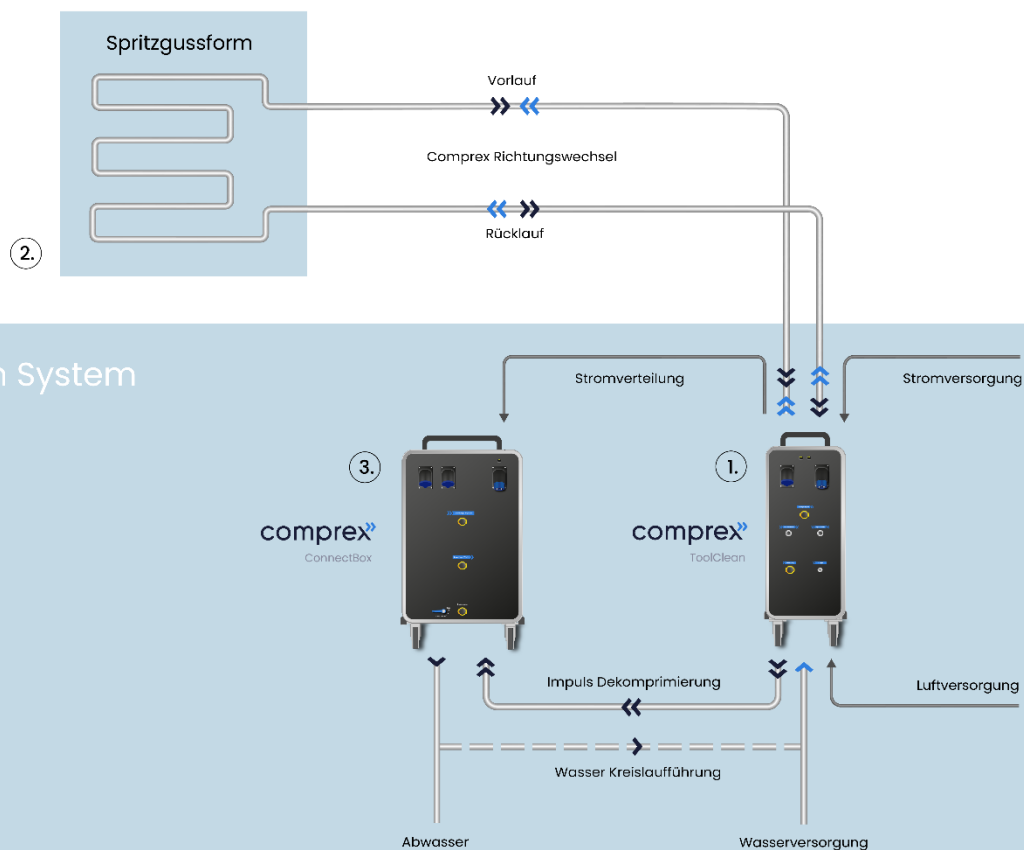 Spritzgussform
Vorlauf
Comprex Richtungswechsel
Rücklauf
2.
n System
Stromverteilung
Stromversorgung
3.
1.
comprex
ConnectBox
comprex
ToolClean
Impuls Dekomprimierung
Luftversorgung
Wasser Kreislaufführung
Abwasser
Wasserversorgung